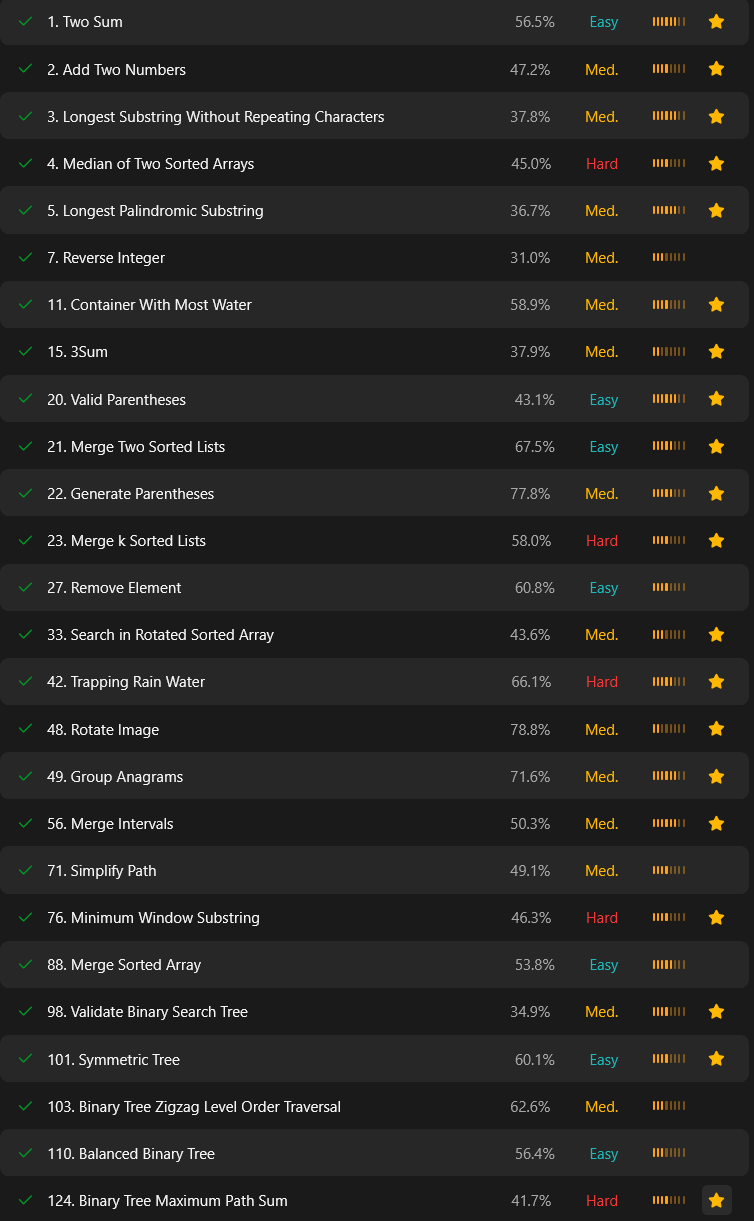 1. Two Sum 56.5% Easy
2. Add Two Numbers 47.2% Med.
3. Longest Substring Without Repeating Characters 37.8% Med.
4. Median of Two Sorted Arrays 45.0% Hard
5. Longest Palindromic Substring 36.7% Med.
7. Reverse Integer 31.0% Med.
11. Container With Most Water 58.9% Med.
15. 3Sum 37.9% Med.
20. Valid Parentheses 43.1% Easy
21. Merge Two Sorted Lists 67.5% Easy
22. Generate Parentheses 77.8% Med.
23. Merge k Sorted Lists 58.0% Hard
27. Remove Element 60.8% Easy
33. Search in Rotated Sorted Array 43.6% Med.
42. Trapping Rain Water 66.1% Hard
48. Rotate Image 78.8% Med.
49. Group Anagrams 71.6% Med.
56. Merge Intervals 50.3% Med.
71. Simplify Path 49.1% Med.
76. Minimum Window Substring 46.3% Hard
88. Merge Sorted Array 53.8% Easy
98. Validate Binary Search Tree 34.9% Med.
101. Symmetric Tree 60.1% Easy
103. Binary Tree Zigzag Level Order Traversal 62.6% Med.
110. Balanced Binary Tree 56.4% Easy
124. Binary Tree Maximum Path Sum 41.7% Hard